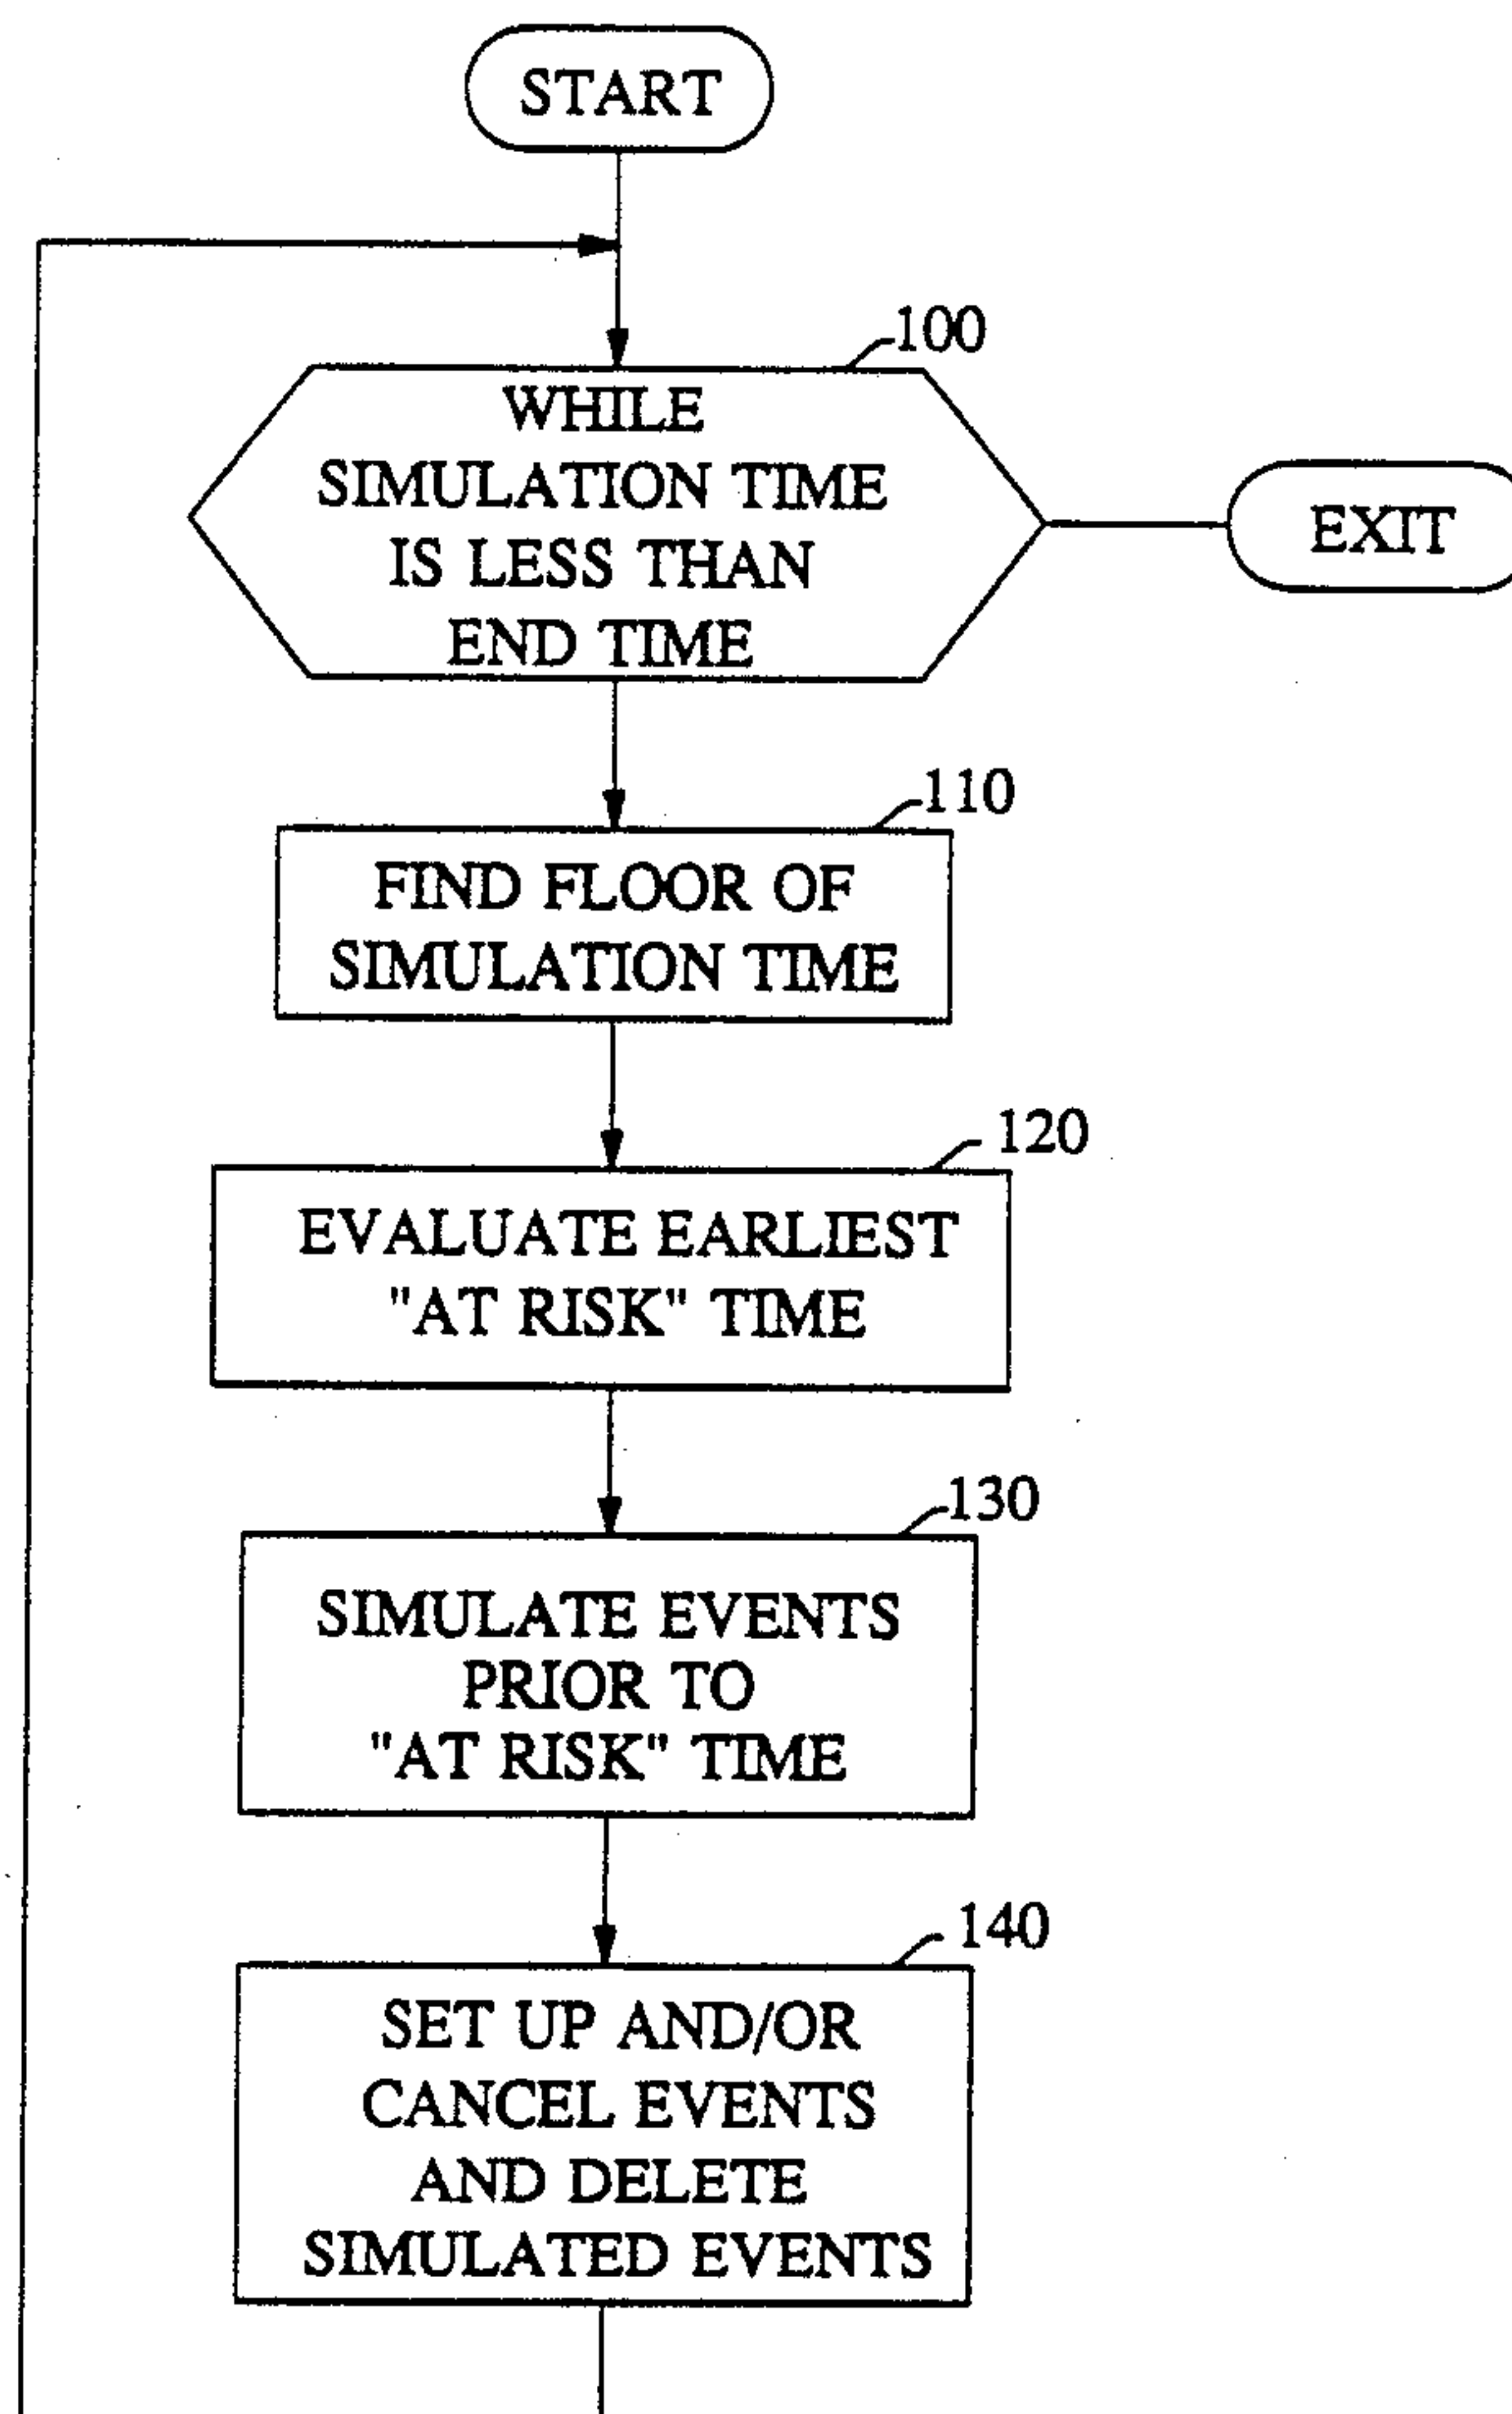 START
100
WHILE
SIMULATION TIME
IS LESS THAN
END TIME
EXIT
110
FIND FLOOR OF
SIMULATION TIME
120
EVALUATE EARLIEST
"AT RISK" TIME
130
SIMULATE EVENTS
PRIOR TO
"AT RISK" TIME
140
SET UP AND/OR
CANCEL EVENTS
AND DELETE
SIMULATED EVENTS